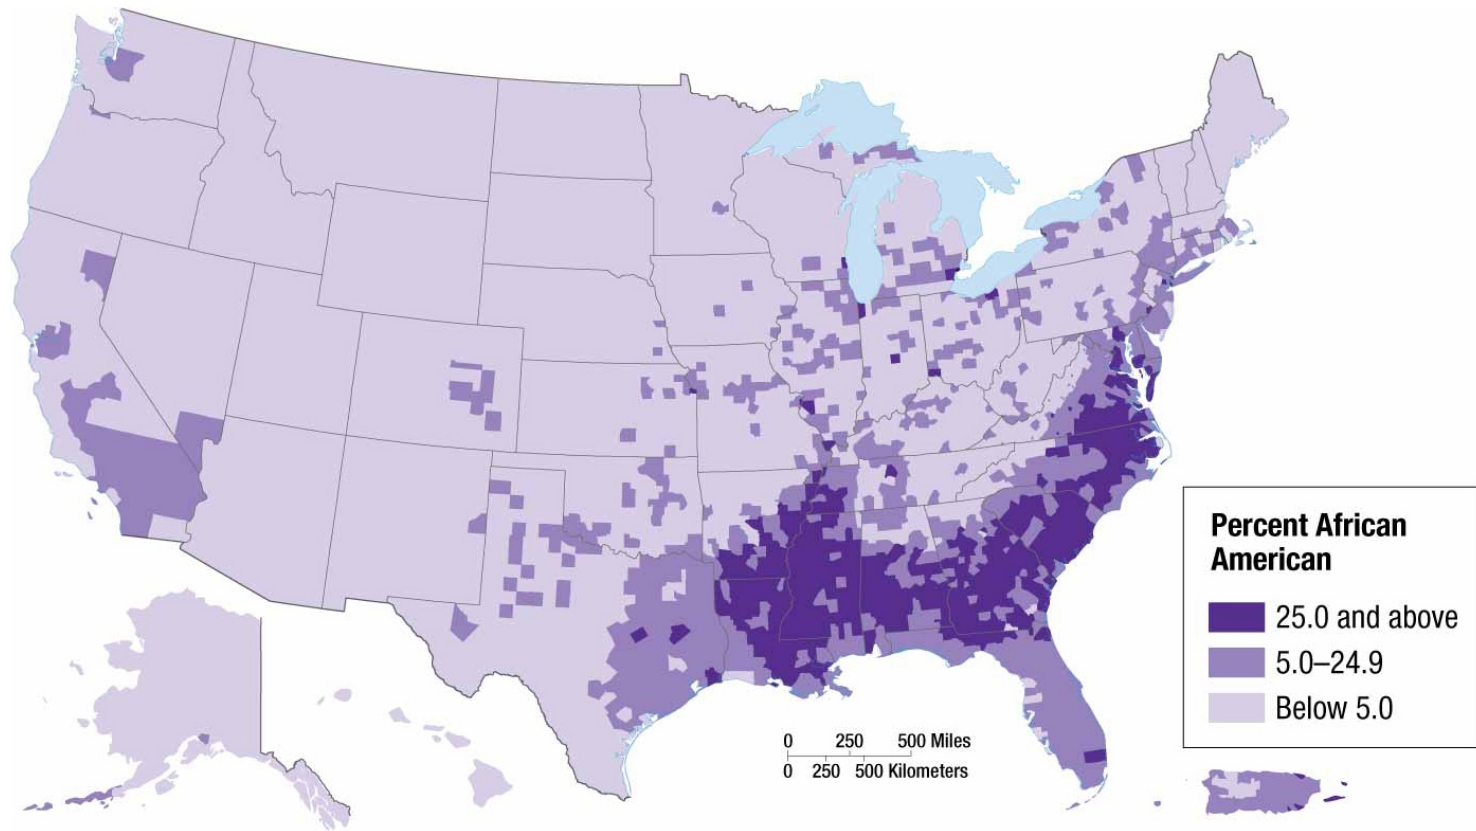 Percent African
American
25.0 and above
5.0–24.9
Below 5.0
0 250 500 Miles
0 250 500 Kilometers